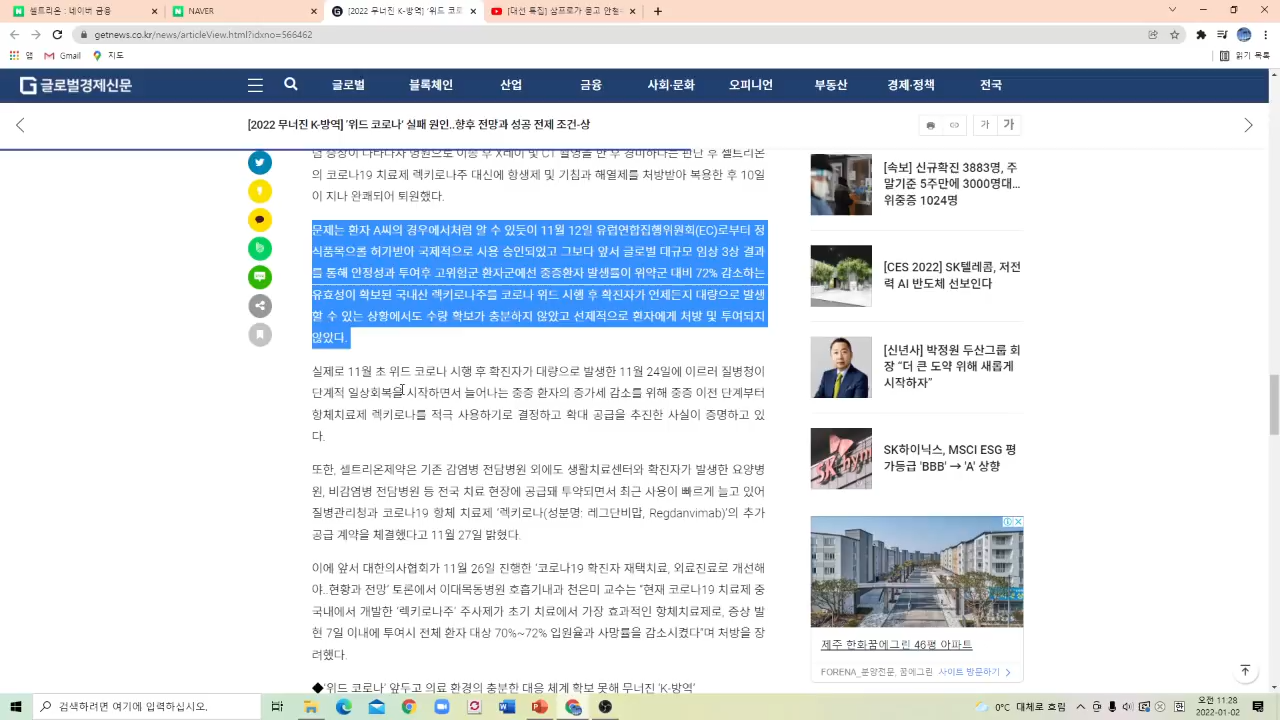 셀트리온 : 네이버 금융
NAVER
[2022 무너진 K-방역] '위드 코로
[대선 특집] 삼프로가 묻고 안철
getnews.co.kr/news/articleView.html?idxno=566462
앱
Gmail
지도
읽기 목록
글로벌경제신문
글로벌
블록체인
산업
금융
사회·문화
오피니언
부동산
경제·정책
전국
[2022 무너진 K-방역] '위드 코로나' 실패 원인..향후 전망과 성공 전제 조건-상
가
가
럼 증상이 나타나자 병원으로 이송 후 X레이 및 CT 촬영을 한 후 경미하다는 판단 후 셀트리온
의 코로나19 치료제 렉키로나주 대신에 항생제 및 기침과 해열제를 처방받아 복용한 후 10일
이 지나 완쾌되어 퇴원했다.
문제는 환자 A씨의 경우에서처럼 알 수 있듯이 11월 12일 유럽연합집행위원회(EC)로부터 정
식품목으롤 허가받아 국제적으로 사용 승인되었고 그보다 앞서 글로벌 대규모 임상 3상 결과
를 통해 안정성과 투여후 고위험군 환자군에선 중증환자 발생률이 위약군 대비 72% 감소하는
유효성이 확보된 국내산 렉키로나주를 코로나 위드 시행 후 확진자가 언제든지 대량으로 발생
할 수 있는 상황에서도 수량 확보가 충분하지 않았고 선제적으로 환자에게 처방 및 투여되지
않았다.
실제로 11월 초 위드 코로나 시행 후 확진자가 대량으로 발생한 11월 24일에 이르러 질병청이
단계적 일상회복을 시작하면서 늘어나는 중증 환자의 증가세 감소를 위해 중증 이전 단계부터
항체치료제 렉키로나를 적극 사용하기로 결정하고 확대 공급을 추진한 사실이 증명하고 있
다.
또한, 셀트리온제약은 기존 감염병 전담병원 외에도 생활치료센터와 확진자가 발생한 요양병
원, 비감염병 전담병원 등 전국 치료 현장에 공급돼 투약되면서 최근 사용이 빠르게 늘고 있어
질병관리청과 코로나19 항체 치료제 '렉키로나(성분명: 레그단비맙, Regdanvimab)'의 추가
공급 계약을 체결했다고 11월 27일 밝혔다.
이에 앞서 대한의사협회가 11월 26일 진행한 '코로나19 확진자 재택치료, 외료진료로 개선해
야..현황과 전망' 토론에서 이대목동병원 호흡기내과 천은미 교수는 "현재 코로나19 치료제 중
국내에서 개발한 '렉키로나주' 주사제가 초기 치료에서 가장 효과적인 항체치료제로, 증상 발
현 7일 이내에 투여시 전체 환자 대상 70%~72% 입원율과 사망률을 감소시켰다"며 처방을 장
려했다.
◆'위드 코로나' 앞두고 의료 환경의 충분한 대응 체계 확보 못해 무너진 'K-방역'
[속보] 신규확진 3883명, 주
말기준 5주만에 3000명대...
위중증 1024명
[CES 2022] SK텔레콤, 저전
력 AI 반도체 선보인다
[신년사] 박정원 두산그룹 회
장 "더 큰 도약 위해 새롭게
시작하자"
SK하이닉스, MSCI ESG 평
가등급 'BBB' → 'A' 상향
제주 한화꿈에그린 46평 아파트
FORENA_분양전문, 꿈에그린
사이트 방문하기
검색하려면 여기에 입력하십시오.
0°C 대체로 흐림
오전 11:28
2022-01-02